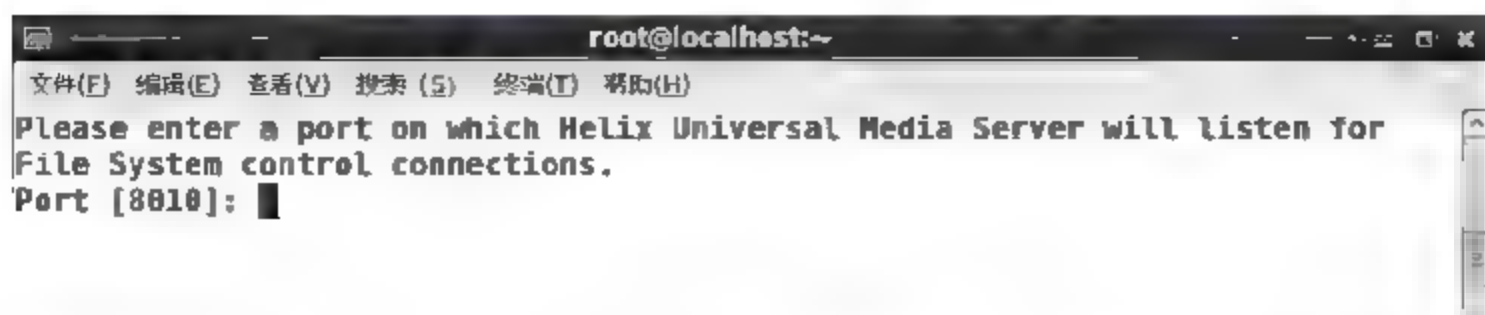 root@localhost:~
文件(F) 编辑(E) 查看(V) 搜索 (S) 终端(T) 帮助(H)
Please enter a port on which Helix Universal Media Server will listen for
File System control connections.
Port [8010]: